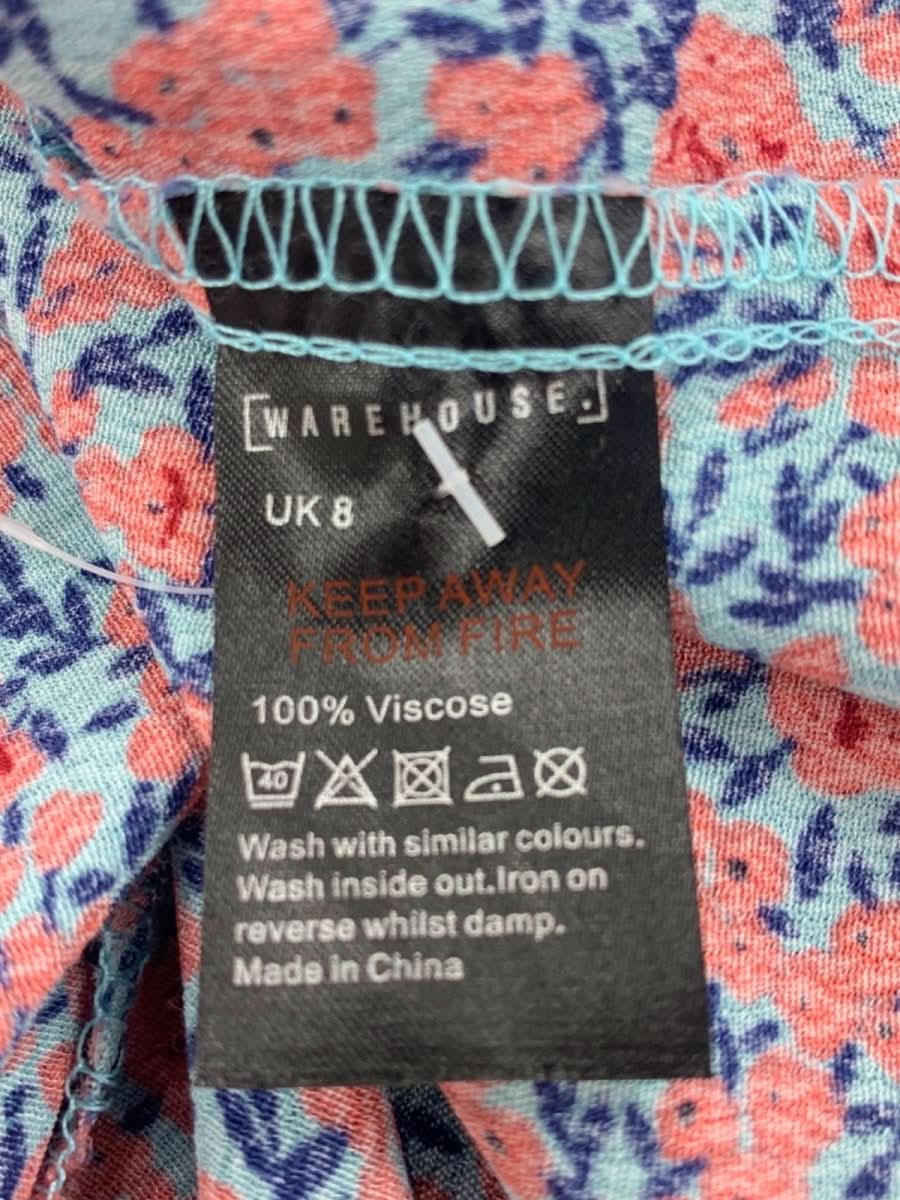 [WAREHOUSE.]
UK 8
KEEP AWAY
FROM FIRE
100% Viscose
40
Wash with similar colours.
Wash inside out.Iron on
reverse whilst damp.
Made in China